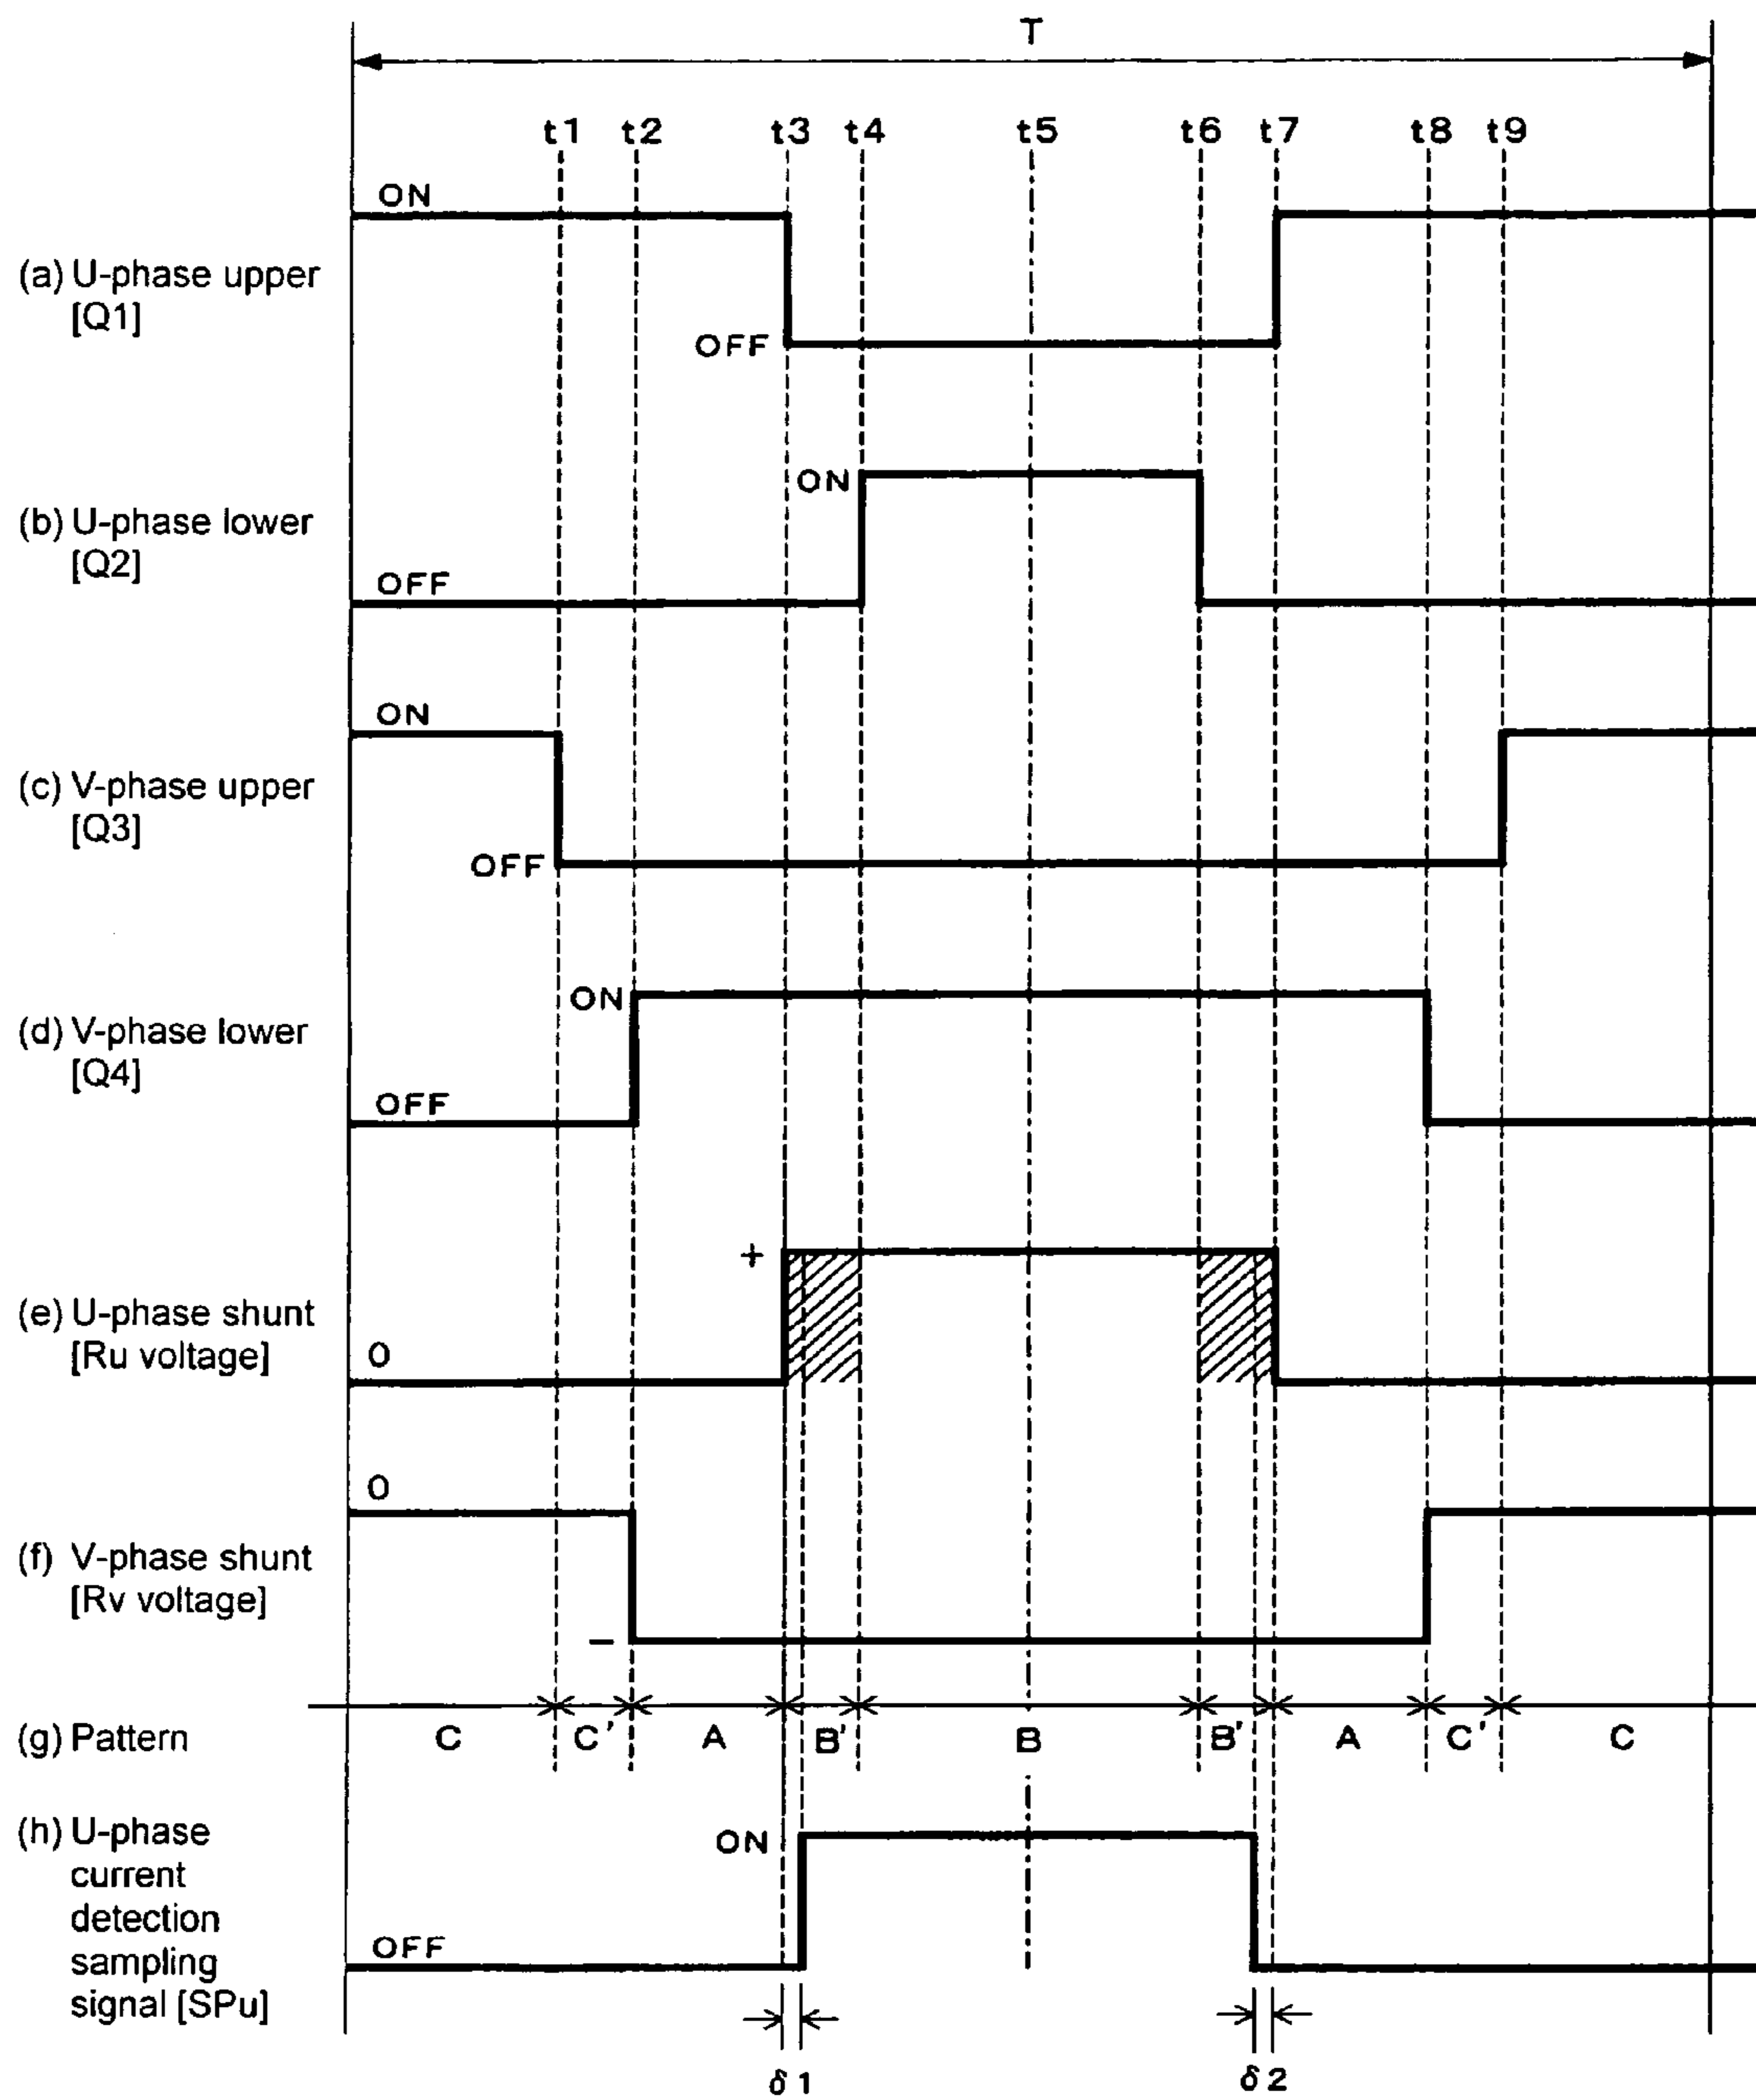 T
t1 t2 t3 t4 t5 t6 t7 t8 t9
ON
(a) U-phase upper
[Q1]
OFF
ON
(b) U-phase lower
[Q2]
OFF
ON
(c) V-phase upper
[Q3]
OFF
ON
(d) V-phase lower
[Q4]
OFF
+
(e) U-phase shunt
[Ru voltage]
0
0
(f) V-phase shunt
[Rv voltage]
−
(g) Pattern
C C' A B' B B' A C' C
(h) U-phase
current
detection
sampling
signal [SPu]
ON
OFF
δ1 δ2